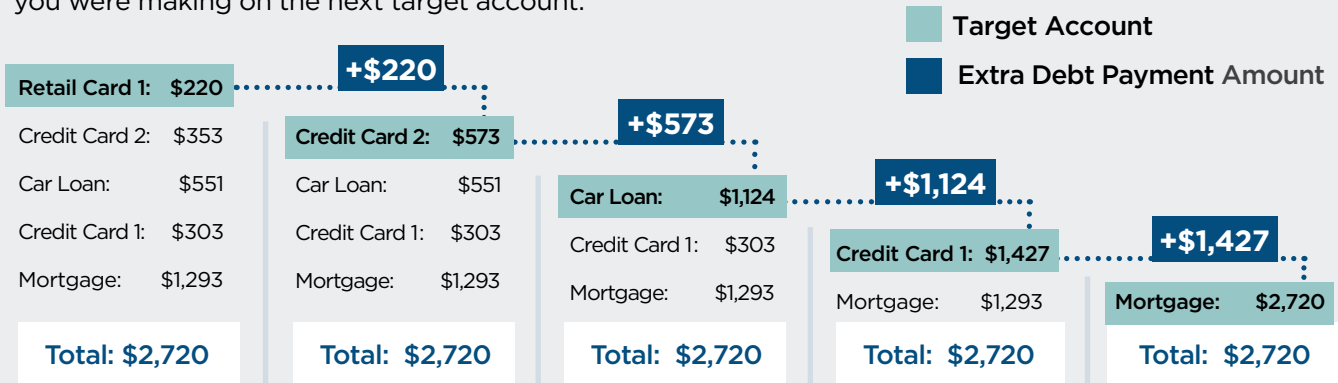 you were making on the next target account.
Target Account
Extra Debt Payment Amount
Retail Card 1: $220
Credit Card 2: $353
Car Loan: $551
Credit Card 1: $303
Mortgage: $1,293
Total: $2,720
+$220
Credit Card 2: $573
Car Loan: $551
Credit Card 1: $303
Mortgage: $1,293
Total: $2,720
+$573
Car Loan: $1,124
Credit Card 1: $303
Mortgage: $1,293
Total: $2,720
+$1,124
Credit Card 1: $1,427
Mortgage: $1,293
Total: $2,720
+$1,427
Mortgage: $2,720
Total: $2,720